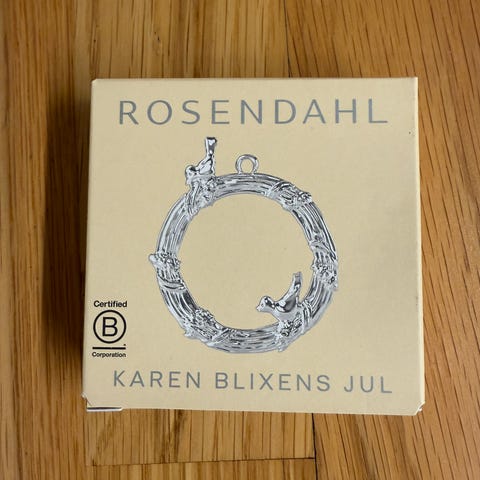 ROSENDAHL
Certified
B
Corporation
KAREN BLIXENS JUL